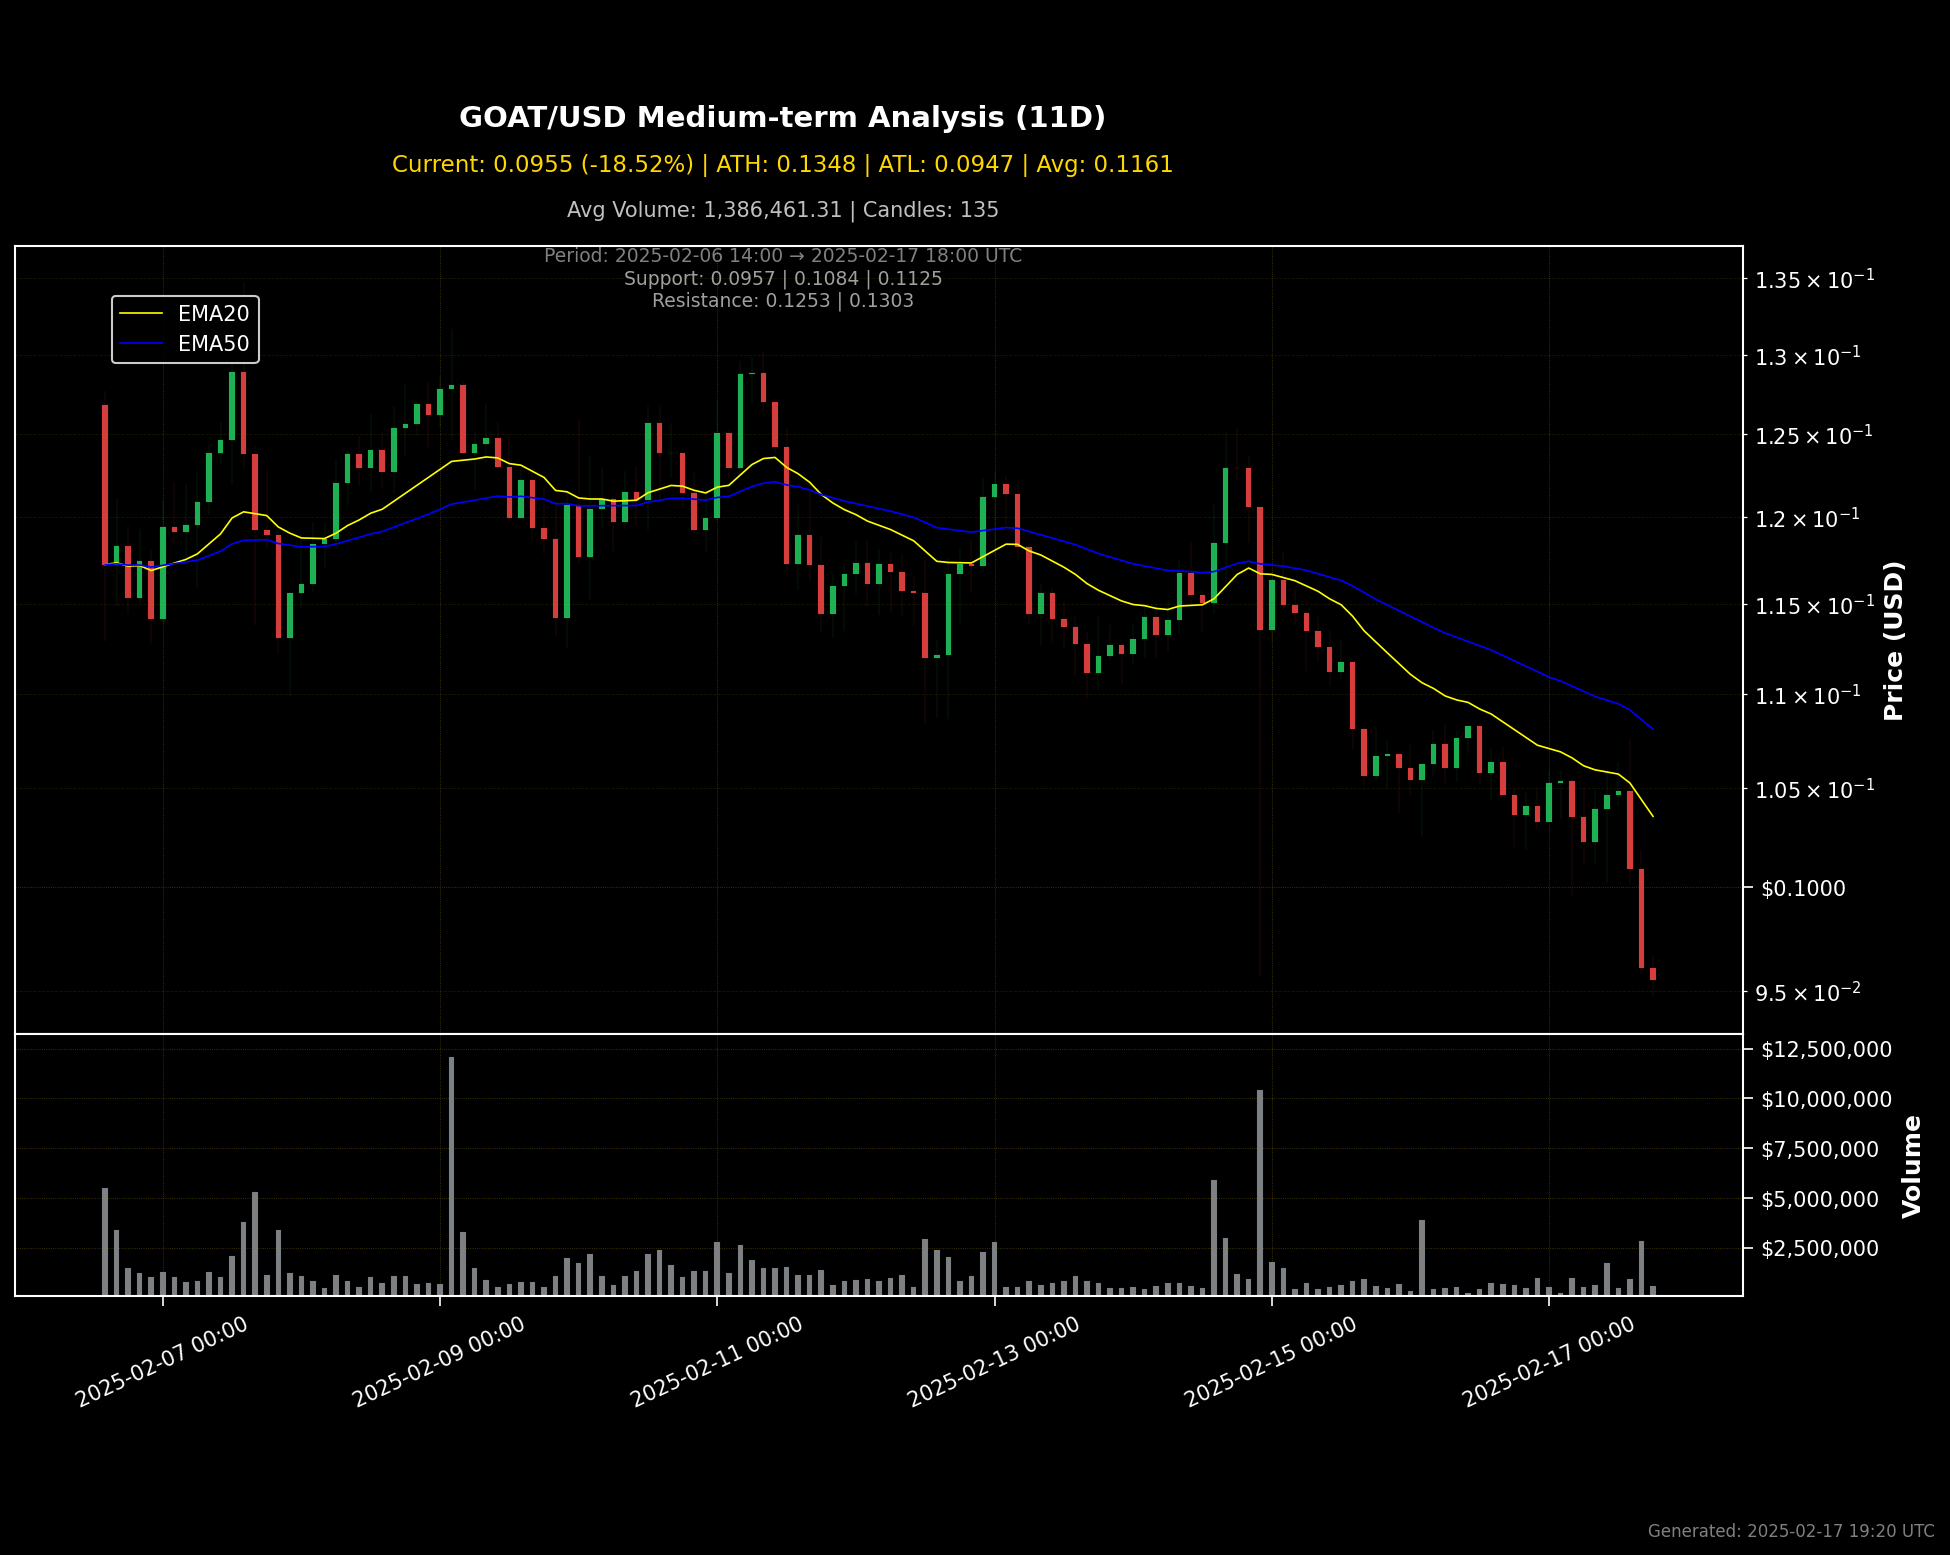 GOAT/USD Medium-term Analysis (11D)
Current: 0.0955 (-18.52%) | ATH: 0.1348 | ATL: 0.0947 | Avg: 0.1161
Avg Volume: 1,386,461.31 | Candles: 135
Period: 2025-02-06 14:00 → 2025-02-17 18:00 UTC
Support: 0.0957 | 0.1084 | 0.1125
Resistance: 0.1253 | 0.1303
EMA20
EMA50
1.35 × 10⁻¹
1.3 × 10⁻¹
1.25 × 10⁻¹
1.2 × 10⁻¹
1.15 × 10⁻¹
1.1 × 10⁻¹
1.05 × 10⁻¹
$0.1000
9.5 × 10⁻²
Price (USD)
$12,500,000
$10,000,000
$7,500,000
$5,000,000
$2,500,000
Volume
2025-02-07 00:00
2025-02-09 00:00
2025-02-11 00:00
2025-02-13 00:00
2025-02-15 00:00
2025-02-17 00:00
Generated: 2025-02-17 19:20 UTC